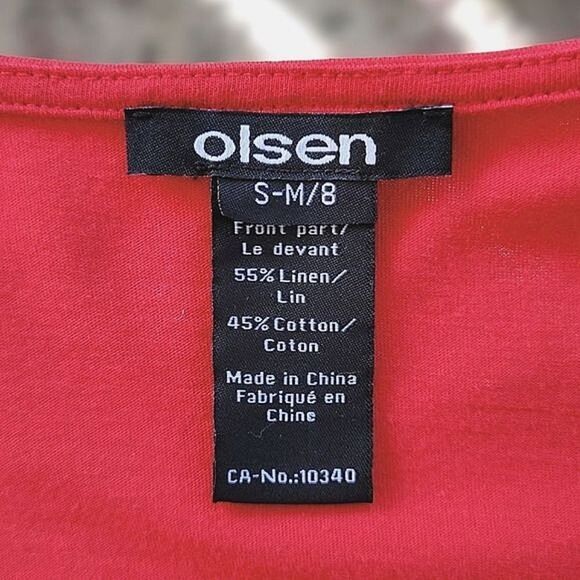 olsen
S-M/8
Front part/
Le devant
55% Linen/
Lin
45% Cotton/
Coton
Made in China
Fabriqué en
Chine
CA-No.:10340